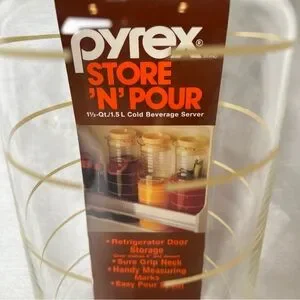 pyrex®
STORE
'N' POUR
1½-Qt./1.5 L Cold Beverage Server
• Refrigerator Door
Storage
• Sure Grip Neck
• Handy Measuring
Marks
• Easy Pour